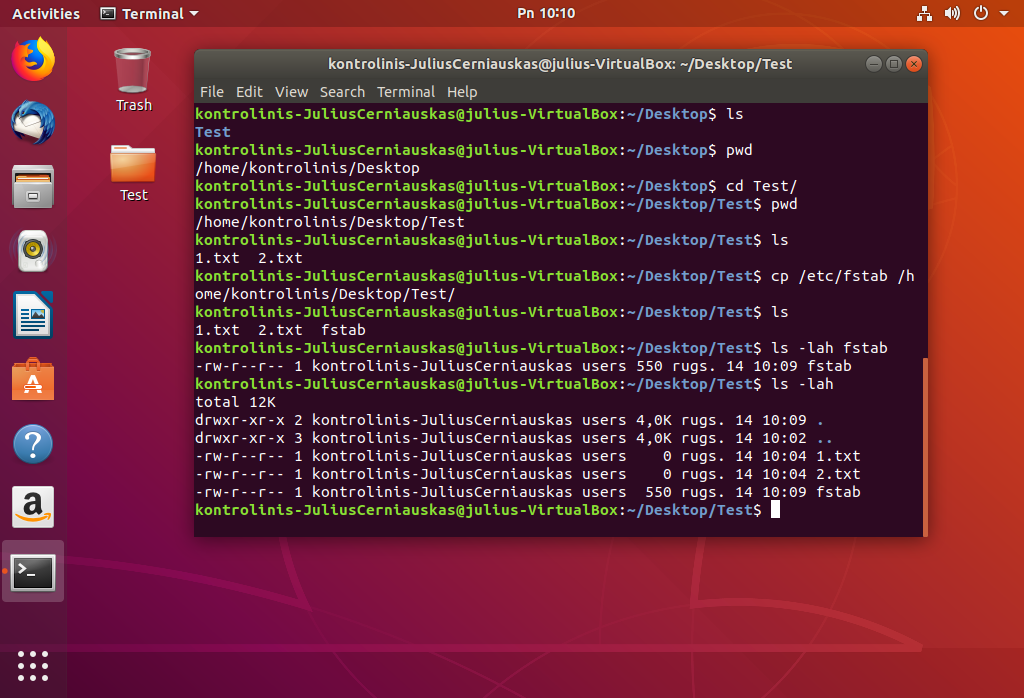 Activities Terminal Pn 10:10
Trash
Test
kontrolinis-JuliusCerniauskas@julius-VirtualBox: ~/Desktop/Test
File Edit View Search Terminal Help
kontrolinis-JuliusCerniauskas@julius-VirtualBox:~/Desktop$ ls
Test
kontrolinis-JuliusCerniauskas@julius-VirtualBox:~/Desktop$ pwd
/home/kontrolinis/Desktop
kontrolinis-JuliusCerniauskas@julius-VirtualBox:~/Desktop$ cd Test/
kontrolinis-JuliusCerniauskas@julius-VirtualBox:~/Desktop/Test$ pwd
/home/kontrolinis/Desktop/Test
kontrolinis-JuliusCerniauskas@julius-VirtualBox:~/Desktop/Test$ ls
1.txt  2.txt
kontrolinis-JuliusCerniauskas@julius-VirtualBox:~/Desktop/Test$ cp /etc/fstab /h
ome/kontrolinis/Desktop/Test/
kontrolinis-JuliusCerniauskas@julius-VirtualBox:~/Desktop/Test$ ls
1.txt  2.txt  fstab
kontrolinis-JuliusCerniauskas@julius-VirtualBox:~/Desktop/Test$ ls -lah fstab
-rw-r--r-- 1 kontrolinis-JuliusCerniauskas users 550 rugs. 14 10:09 fstab
kontrolinis-JuliusCerniauskas@julius-VirtualBox:~/Desktop/Test$ ls -lah
total 12K
drwxr-xr-x 2 kontrolinis-JuliusCerniauskas users 4,0K rugs. 14 10:09 .
drwxr-xr-x 3 kontrolinis-JuliusCerniauskas users 4,0K rugs. 14 10:02 ..
-rw-r--r-- 1 kontrolinis-JuliusCerniauskas users    0 rugs. 14 10:04 1.txt
-rw-r--r-- 1 kontrolinis-JuliusCerniauskas users    0 rugs. 14 10:04 2.txt
-rw-r--r-- 1 kontrolinis-JuliusCerniauskas users  550 rugs. 14 10:09 fstab
kontrolinis-JuliusCerniauskas@julius-VirtualBox:~/Desktop/Test$